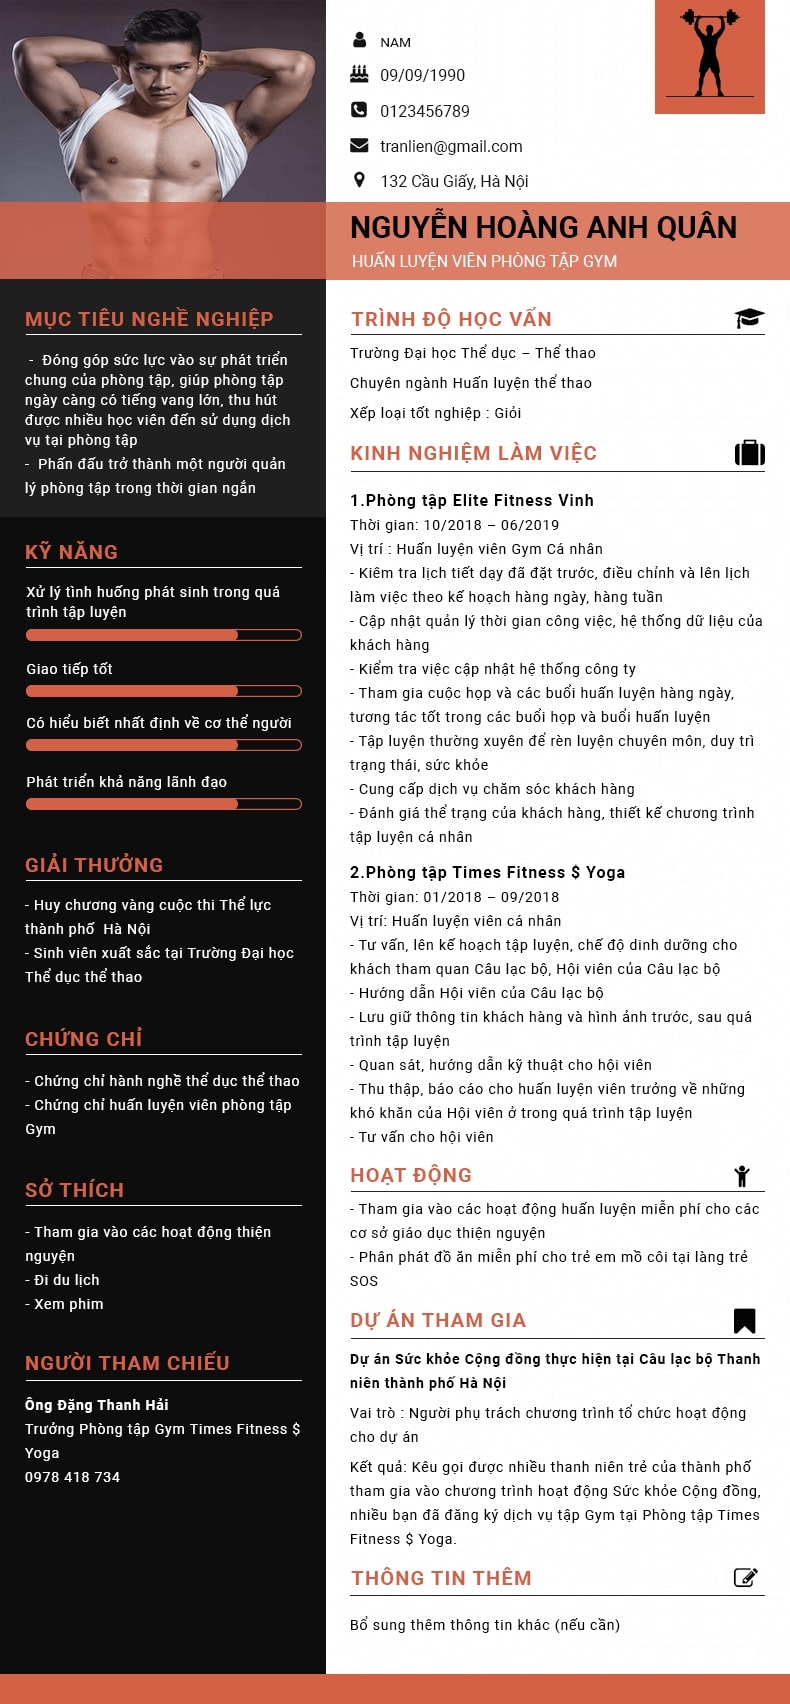 NAM
09/09/1990
0123456789
tranlien@gmail.com
132 Cầu Giấy, Hà Nội
NGUYỄN HOÀNG ANH QUÂN
HUẤN LUYỆN VIÊN PHÒNG TẬP GYM
MỤC TIÊU NGHỀ NGHIỆP
- Đóng góp sức lực vào sự phát triển
chung của phòng tập, giúp phòng tập
ngày càng có tiếng vang lớn, thu hút
được nhiều học viên đến sử dụng dịch
vụ tại phòng tập
- Phấn đấu trở thành một người quản
lý phòng tập trong thời gian ngắn
KỸ NĂNG
Xử lý tình huống phát sinh trong quá
trình tập luyện
Giao tiếp tốt
Có hiểu biết nhất định về cơ thể người
Phát triển khả năng lãnh đạo
GIẢI THƯỞNG
- Huy chương vàng cuộc thi Thể lực
thành phố Hà Nội
- Sinh viên xuất sắc tại Trường Đại học
Thể dục thể thao
CHỨNG CHỈ
- Chứng chỉ hành nghề thể dục thể thao
- Chứng chỉ huấn luyện viên phòng tập
Gym
SỞ THÍCH
- Tham gia vào các hoạt động thiện
nguyện
- Đi du lịch
- Xem phim
NGƯỜI THAM CHIẾU
Ông Đặng Thanh Hải
Trưởng Phòng tập Gym Times Fitness $
Yoga
0978 418 734
TRÌNH ĐỘ HỌC VẤN
Trường Đại học Thể dục – Thể thao
Chuyên ngành Huấn luyện thể thao
Xếp loại tốt nghiệp : Giỏi
KINH NGHIỆM LÀM VIỆC
1.Phòng tập Elite Fitness Vinh
Thời gian: 10/2018 – 06/2019
Vị trí : Huấn luyện viên Gym Cá nhân
- Kiêm tra lịch tiết dạy đã đặt trước, điều chỉnh và lên lịch
làm việc theo kế hoạch hàng ngày, hàng tuần
- Cập nhật quản lý thời gian công việc, hệ thống dữ liệu của
khách hàng
- Kiểm tra việc cập nhật hệ thống công ty
- Tham gia cuộc họp và các buổi huấn luyện hàng ngày,
tương tác tốt trong các buổi họp và buổi huấn luyện
- Tập luyện thường xuyên để rèn luyện chuyên môn, duy trì
trạng thái, sức khỏe
- Cung cấp dịch vụ chăm sóc khách hàng
- Đánh giá thể trạng của khách hàng, thiết kế chương trình
tập luyện cá nhân
2.Phòng tập Times Fitness $ Yoga
Thời gian: 01/2018 – 09/2018
Vị trí: Huấn luyện viên cá nhân
- Tư vấn, lên kế hoạch tập luyện, chế độ dinh dưỡng cho
khách tham quan Câu lạc bộ, Hội viên của Câu lạc bộ
- Hướng dẫn Hội viên của Câu lạc bộ
- Lưu giữ thông tin khách hàng và hình ảnh trước, sau quá
trình tập luyện
- Quan sát, hướng dẫn kỹ thuật cho hội viên
- Thu thập, báo cáo cho huấn luyện viên trưởng về những
khó khăn của Hội viên ở trong quá trình tập luyện
- Tư vấn cho hội viên
HOẠT ĐỘNG
- Tham gia vào các hoạt động huấn luyện miễn phí cho các
cơ sở giáo dục thiện nguyện
- Phân phát đồ ăn miễn phí cho trẻ em mồ côi tại làng trẻ
SOS
DỰ ÁN THAM GIA
Dự án Sức khỏe Cộng đồng thực hiện tại Câu lạc bộ Thanh
niên thành phố Hà Nội
Vai trò : Người phụ trách chương trình tổ chức hoạt động
cho dự án
Kết quả: Kêu gọi được nhiều thanh niên trẻ của thành phố
tham gia vào chương trình hoạt động Sức khỏe Cộng đồng,
nhiều bạn đã đăng ký dịch vụ tập Gym tại Phòng tập Times
Fitness $ Yoga.
THÔNG TIN THÊM
Bổ sung thêm thông tin khác (nếu cần)